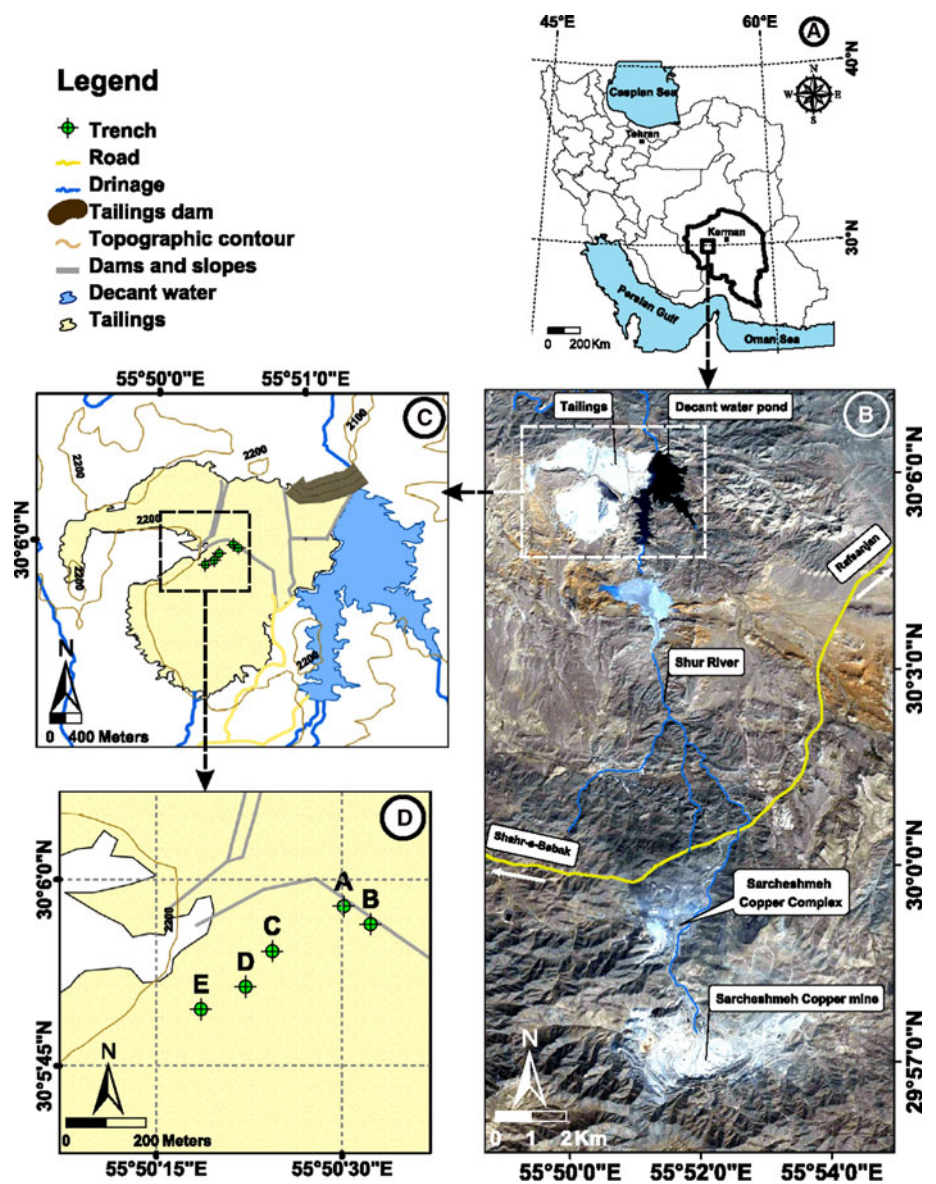 Legend
Trench
Road
Drinage
Tailings dam
Topographic contour
Dams and slopes
Decant water
Tailings
45°E
60°E
A
40°N
Caspian Sea
N
W
E
S
Tehran
Kerman
30°N
Persian Gulf
Oman Sea
0 200 Km
55°50'0"E
55°51'0"E
C
2200
2200
2100
2200
2200
2200
30°6'0"N
N
0 400 Meters
Tailings
Decant water pond
B
30°6'0"N
Rafsanjan
Shur River
30°3'0"N
Shahr-e-Babak
30°0'0"N
Sarcheshmeh
Copper Complex
Sarcheshmeh Copper mine
29°57'0"N
N
0 1 2 Km
55°50'0"E
55°52'0"E
55°54'0"E
D
30°6'0"N
2200
A
B
C
D
E
30°5'45"N
N
0 200 Meters
55°50'15"E
55°50'30"E